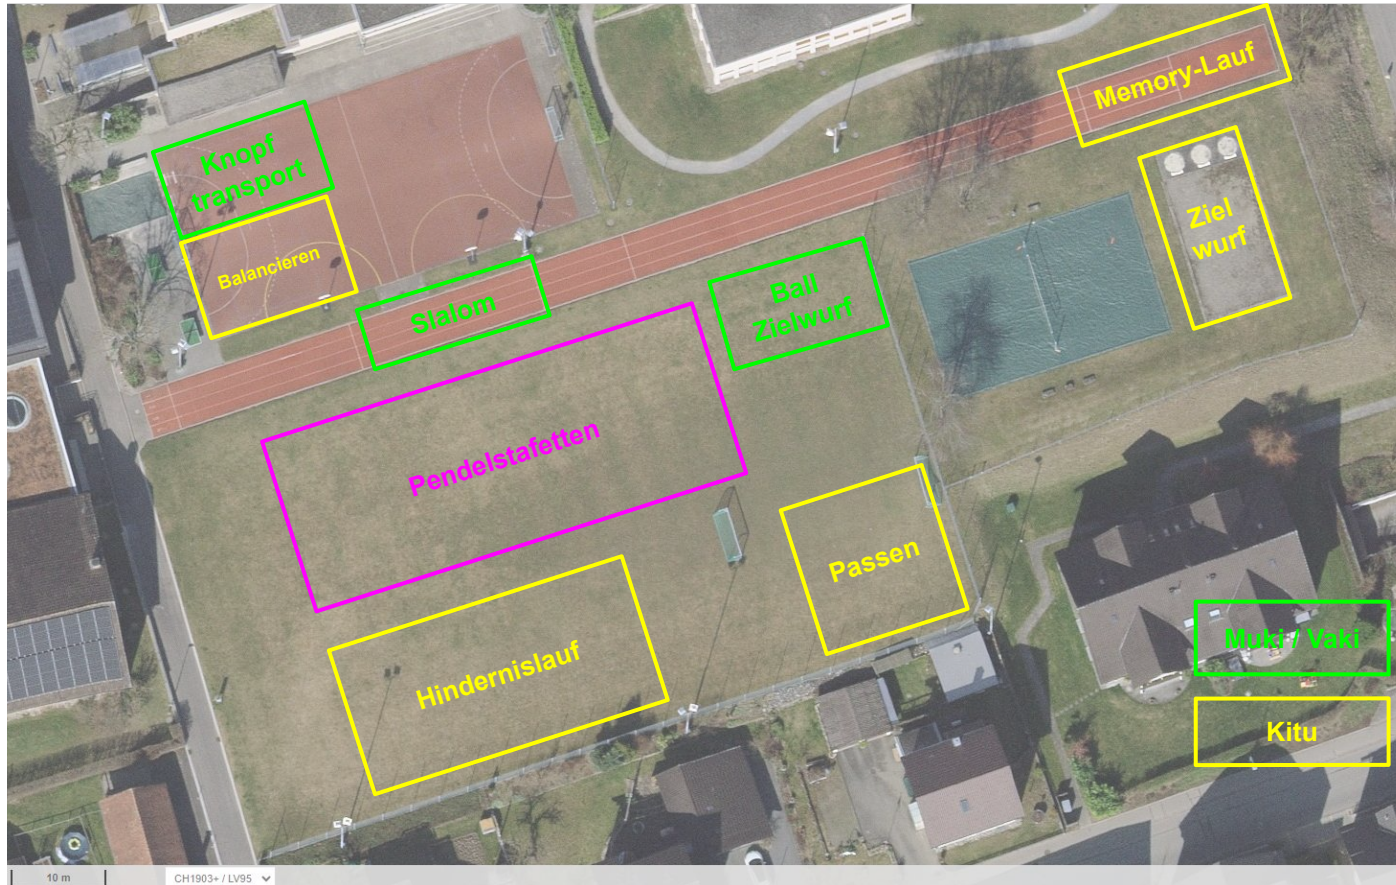 Memory-Lauf
Knopf
transport
Ziel
wurf
Balancieren
Slalom
Ball
Zielwurf
Pendelstafetten
Passen
Hindernislauf
Muki / Vaki
Kitu
10 m
CH1903+ / LV95